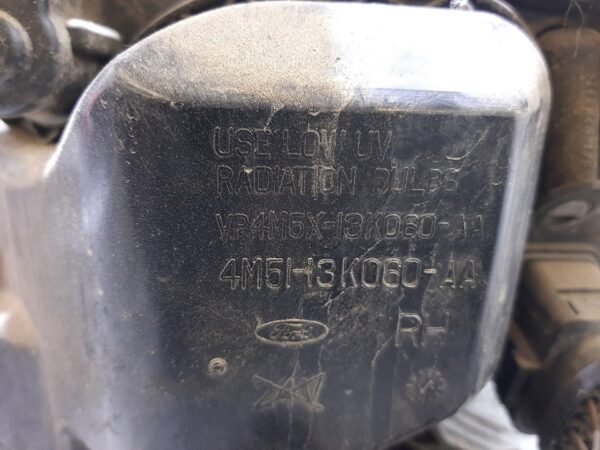 USE LOW UV
RADIATION BULBS
VP4M5X-13K060-AA
4M51-13K060-AA
RH